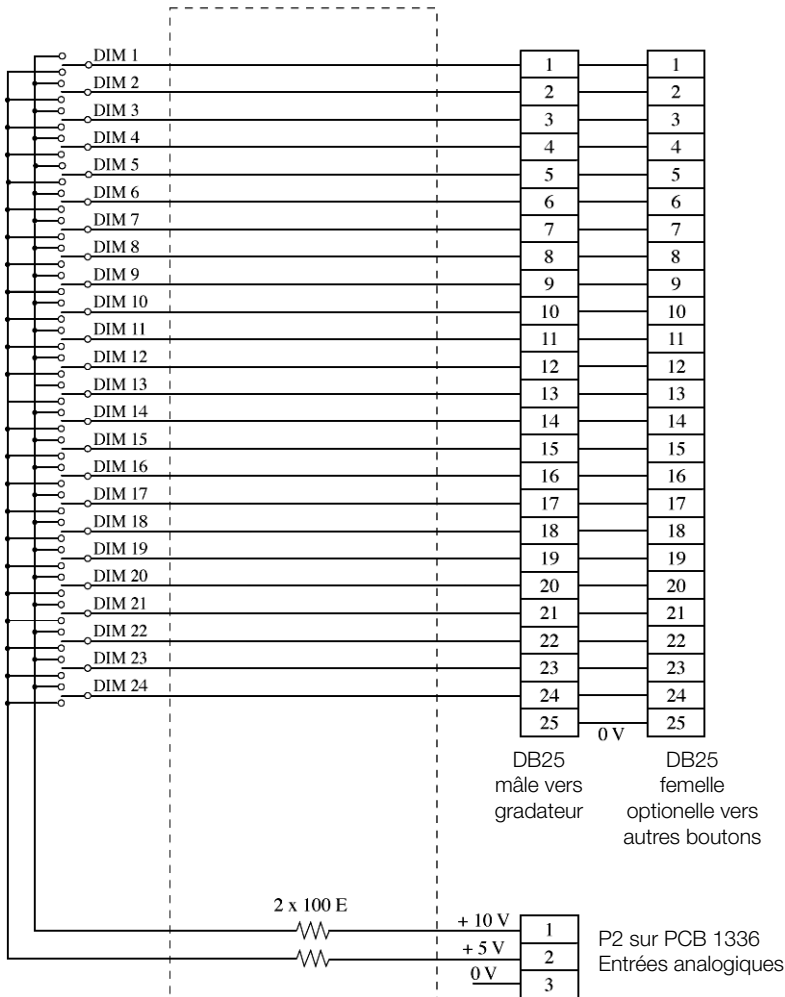 DIM 1 1 1
DIM 2 2 2
DIM 3 3 3
DIM 4 4 4
DIM 5 5 5
DIM 6 6 6
DIM 7 7 7
DIM 8 8 8
DIM 9 9 9
DIM 10 10 10
DIM 11 11 11
DIM 12 12 12
DIM 13 13 13
DIM 14 14 14
DIM 15 15 15
DIM 16 16 16
DIM 17 17 17
DIM 18 18 18
DIM 19 19 19
DIM 20 20 20
DIM 21 21 21
DIM 22 22 22
DIM 23 23 23
DIM 24 24 24
25 0 V 25
DB25
mâle vers
gradateur
DB25
femelle
optionelle vers
autres boutons
2 x 100 E
+ 10 V 1
+ 5 V 2
0 V 3
P2 sur PCB 1336
Entrées analogiques